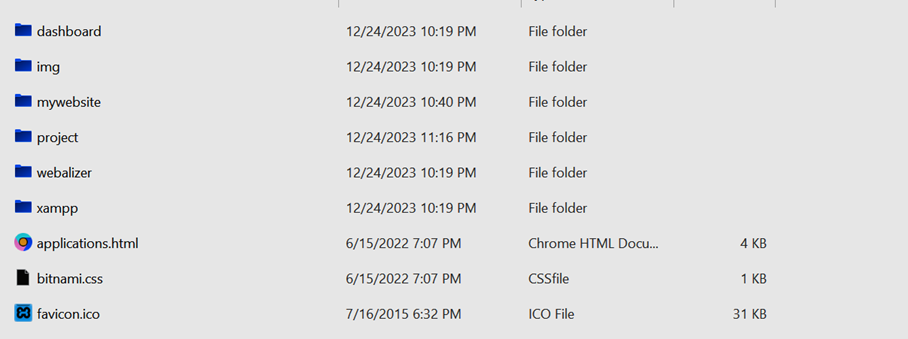 dashboard 12/24/2023 10:19 PM File folder
img 12/24/2023 10:19 PM File folder
mywebsite 12/24/2023 10:40 PM File folder
project 12/24/2023 11:16 PM File folder
webalizer 12/24/2023 10:19 PM File folder
xampp 12/24/2023 10:19 PM File folder
applications.html 6/15/2022 7:07 PM Chrome HTML Docu... 4 KB
bitnami.css 6/15/2022 7:07 PM CSSfile 1 KB
favicon.ico 7/16/2015 6:32 PM ICO File 31 KB